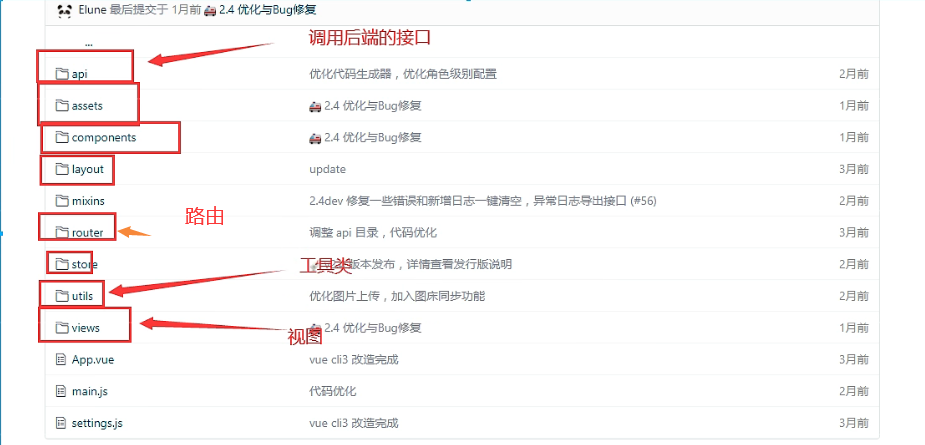 Elune 最后提交于 1月前 🚑 2.4 优化与Bug修复
...
调用后端的接口
api 优化代码生成器，优化角色级别配置 2月前
assets 🚑 2.4 优化与Bug修复 1月前
components 🚑 2.4 优化与Bug修复 1月前
layout update 3月前
mixins 2.4dev 修复一些错误和新增日志一键清空，异常日志导出接口 (#56) 2月前
路由
router 调整 api 目录，代码优化 3月前
store 版本发布，详情查看发行版说明 2月前
工具类
utils 优化图片上传，加入图床同步功能 2月前
views 2.4 优化与Bug修复 1月前
视图
App.vue vue cli3 改造完成 3月前
main.js 代码优化 2月前
settings.js vue cli3 改造完成 3月前